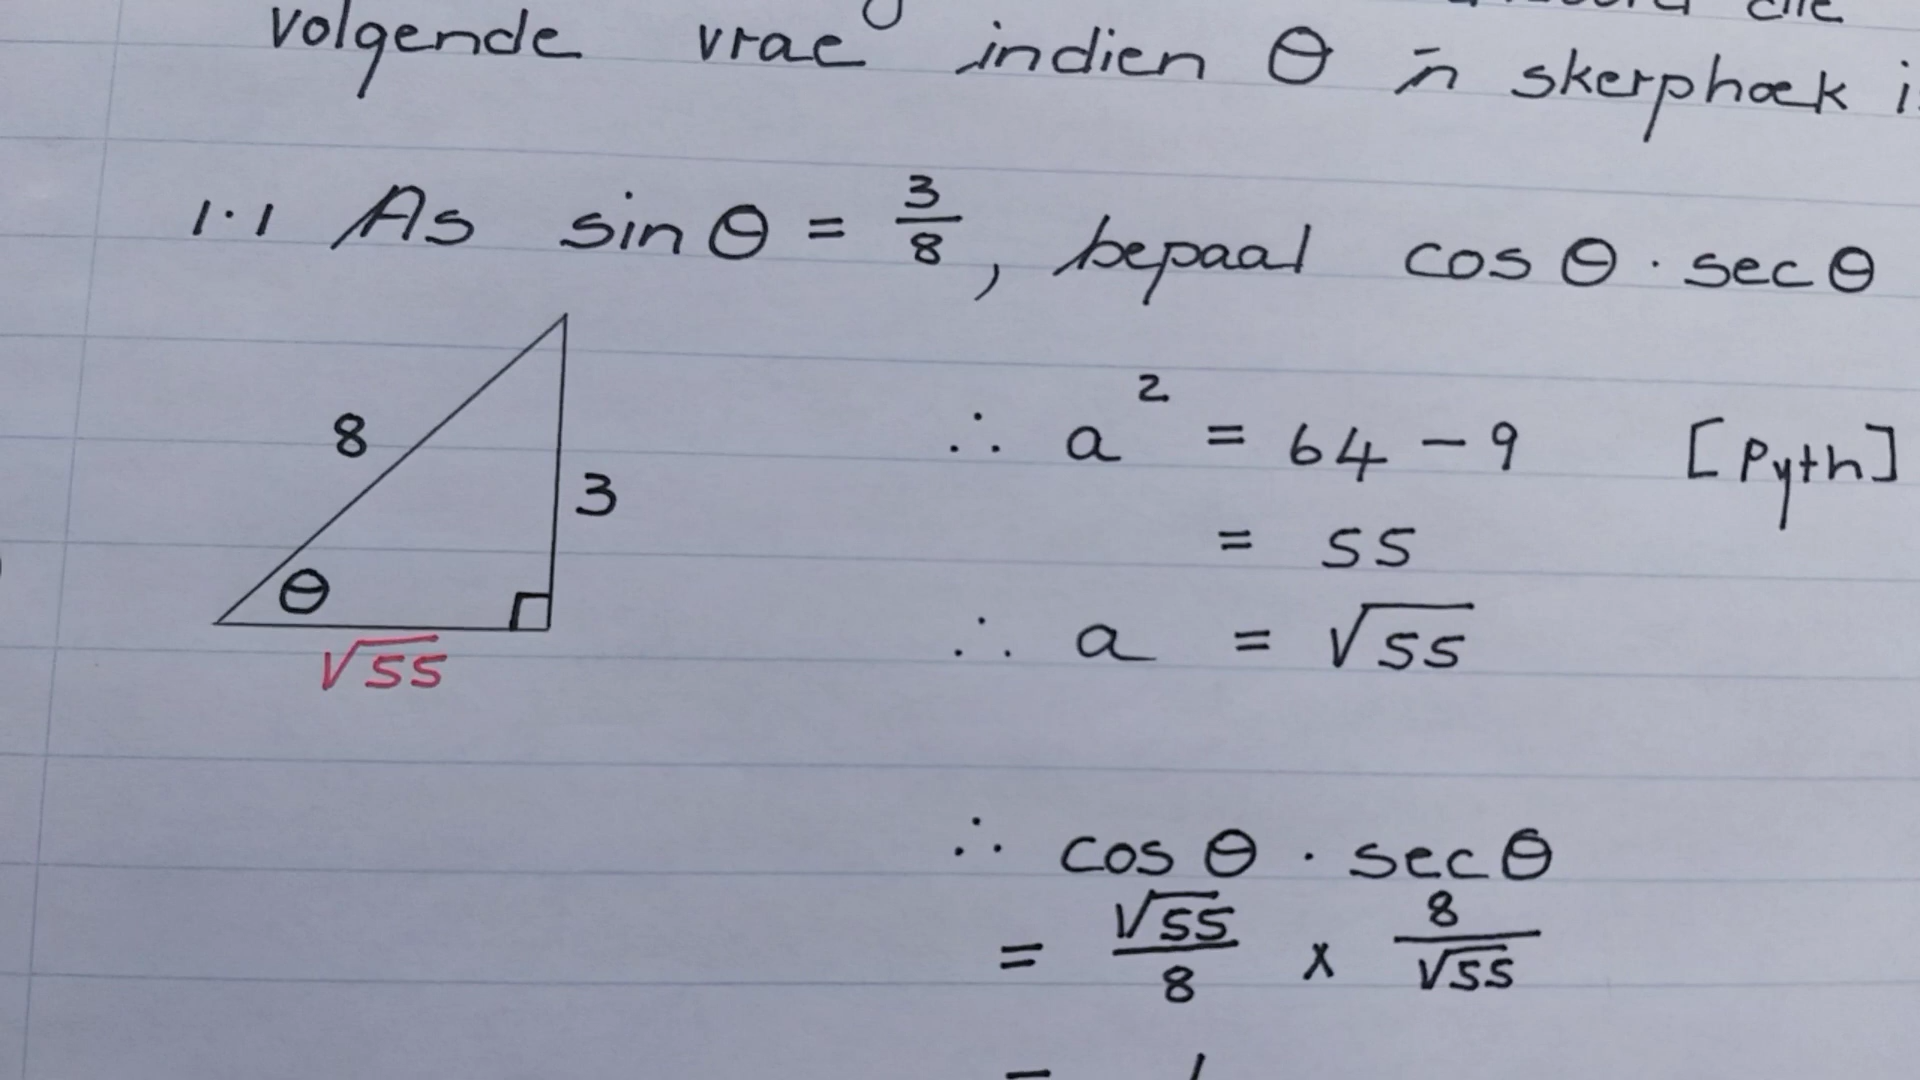 die
volgende vrae indien θ 'n skerphoek
1.1 As sin θ = 3/8, bepaal cos θ · sec θ
8
3
θ
√55
∴ a² = 64 - 9 [Pyth]
= 55
∴ a = √55
∴ cos θ · sec θ
= √55/8 × 8/√55